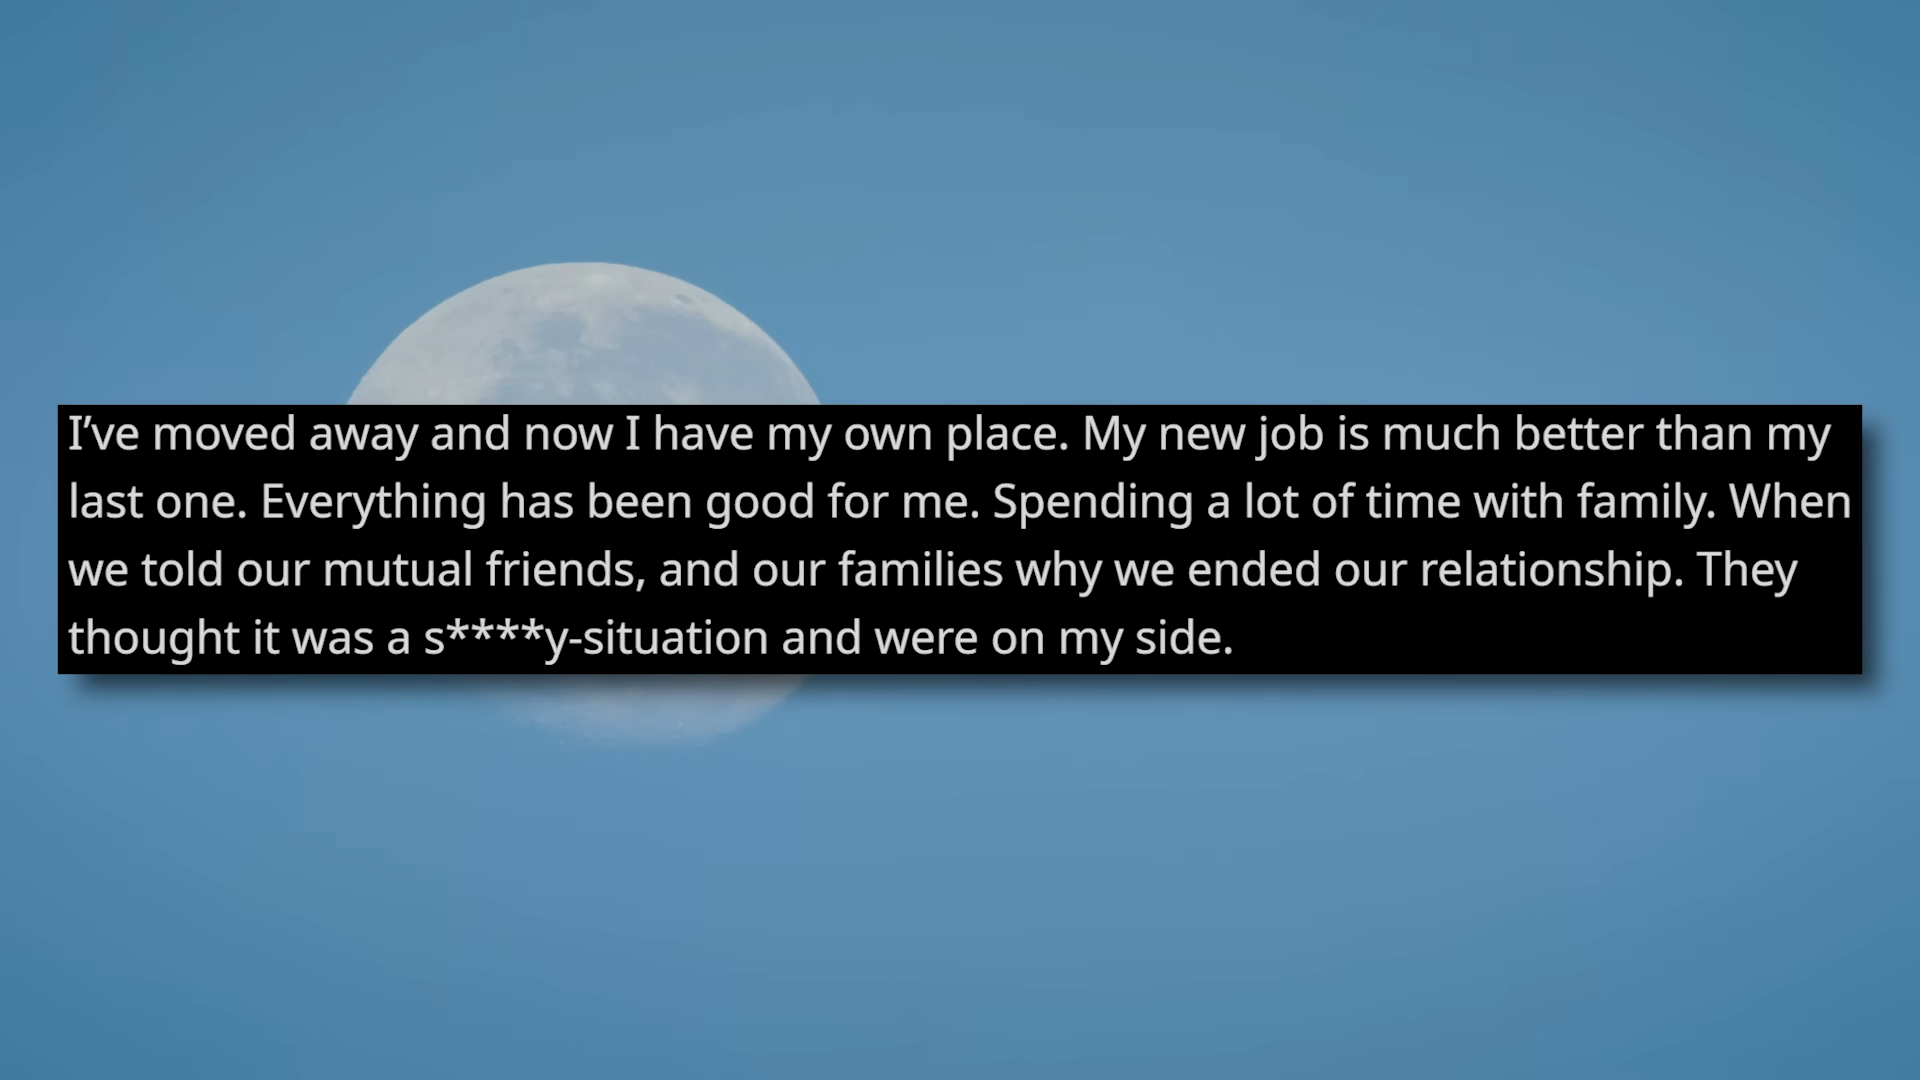 I’ve moved away and now I have my own place. My new job is much better than my
last one. Everything has been good for me. Spending a lot of time with family. When
we told our mutual friends, and our families why we ended our relationship. They
thought it was a s****y-situation and were on my side.